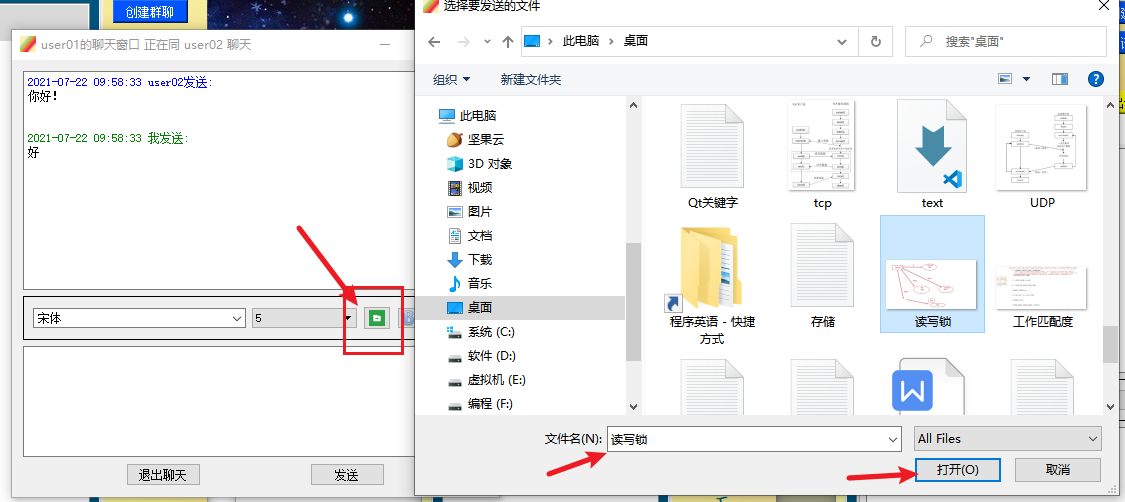 创建群聊
user01的聊天窗口 正在同 user02 聊天
2021-07-22 09:58:33 user02发送:
你好!
2021-07-22 09:58:33 我发送:
好
宋体
5
退出聊天
发送
选择要发送的文件
此电脑
桌面
搜索"桌面"
组织
新建文件夹
此电脑
坚果云
3D 对象
视频
图片
文档
下载
音乐
桌面
系统 (C:)
软件 (D:)
虚拟机 (E:)
编程 (F:)
Qt关键字
tcp
text
UDP
程序英语 - 快捷
方式
存储
读写锁
工作匹配度
文件名(N):
读写锁
All Files
打开(O)
取消